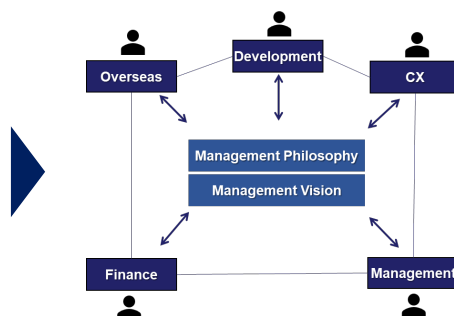 Development
Overseas
CX
Management Philosophy
Management Vision
Finance
Management